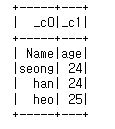 +-----+---+
|  _c0|_c1|
+-----+---+
| Name|age|
|seong| 24|
|  han| 24|
|  heo| 25|
+-----+---+